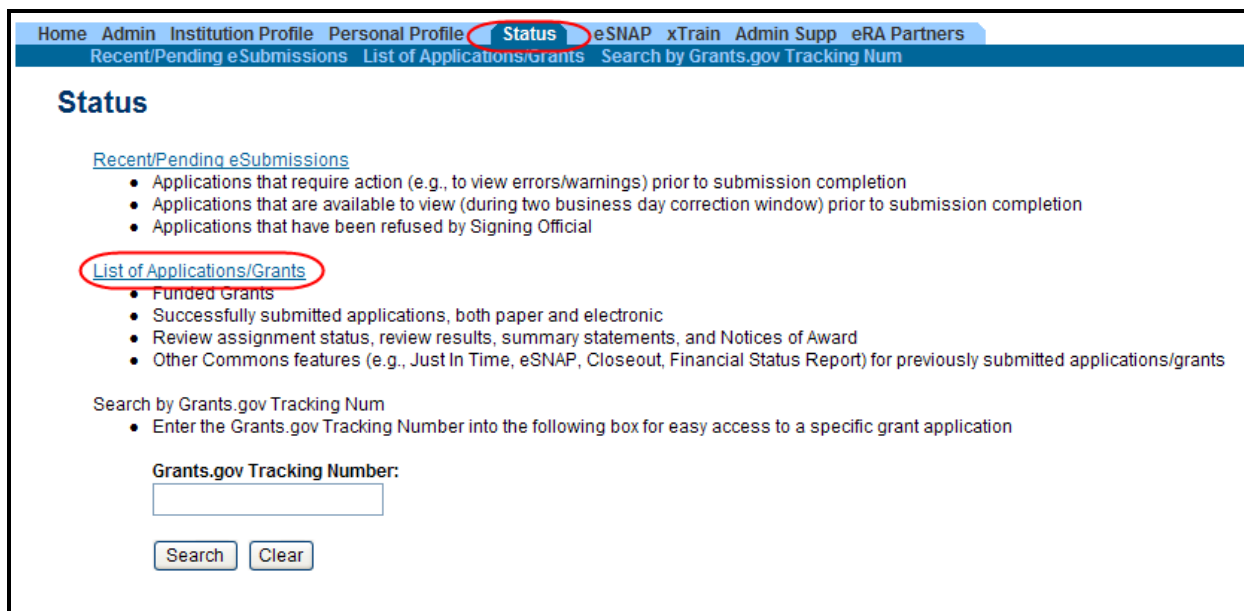 Home Admin Institution Profile Personal Profile Status eSNAP xTrain Admin Supp eRA Partners
Recent/Pending eSubmissions List of Applications/Grants Search by Grants.gov Tracking Num
Status
Recent/Pending eSubmissions
• Applications that require action (e.g., to view errors/warnings) prior to submission completion
• Applications that are available to view (during two business day correction window) prior to submission completion
• Applications that have been refused by Signing Official
List of Applications/Grants
• Funded Grants
• Successfully submitted applications, both paper and electronic
• Review assignment status, review results, summary statements, and Notices of Award
• Other Commons features (e.g., Just In Time, eSNAP, Closeout, Financial Status Report) for previously submitted applications/grants
Search by Grants.gov Tracking Num
• Enter the Grants.gov Tracking Number into the following box for easy access to a specific grant application
Grants.gov Tracking Number:
Search Clear